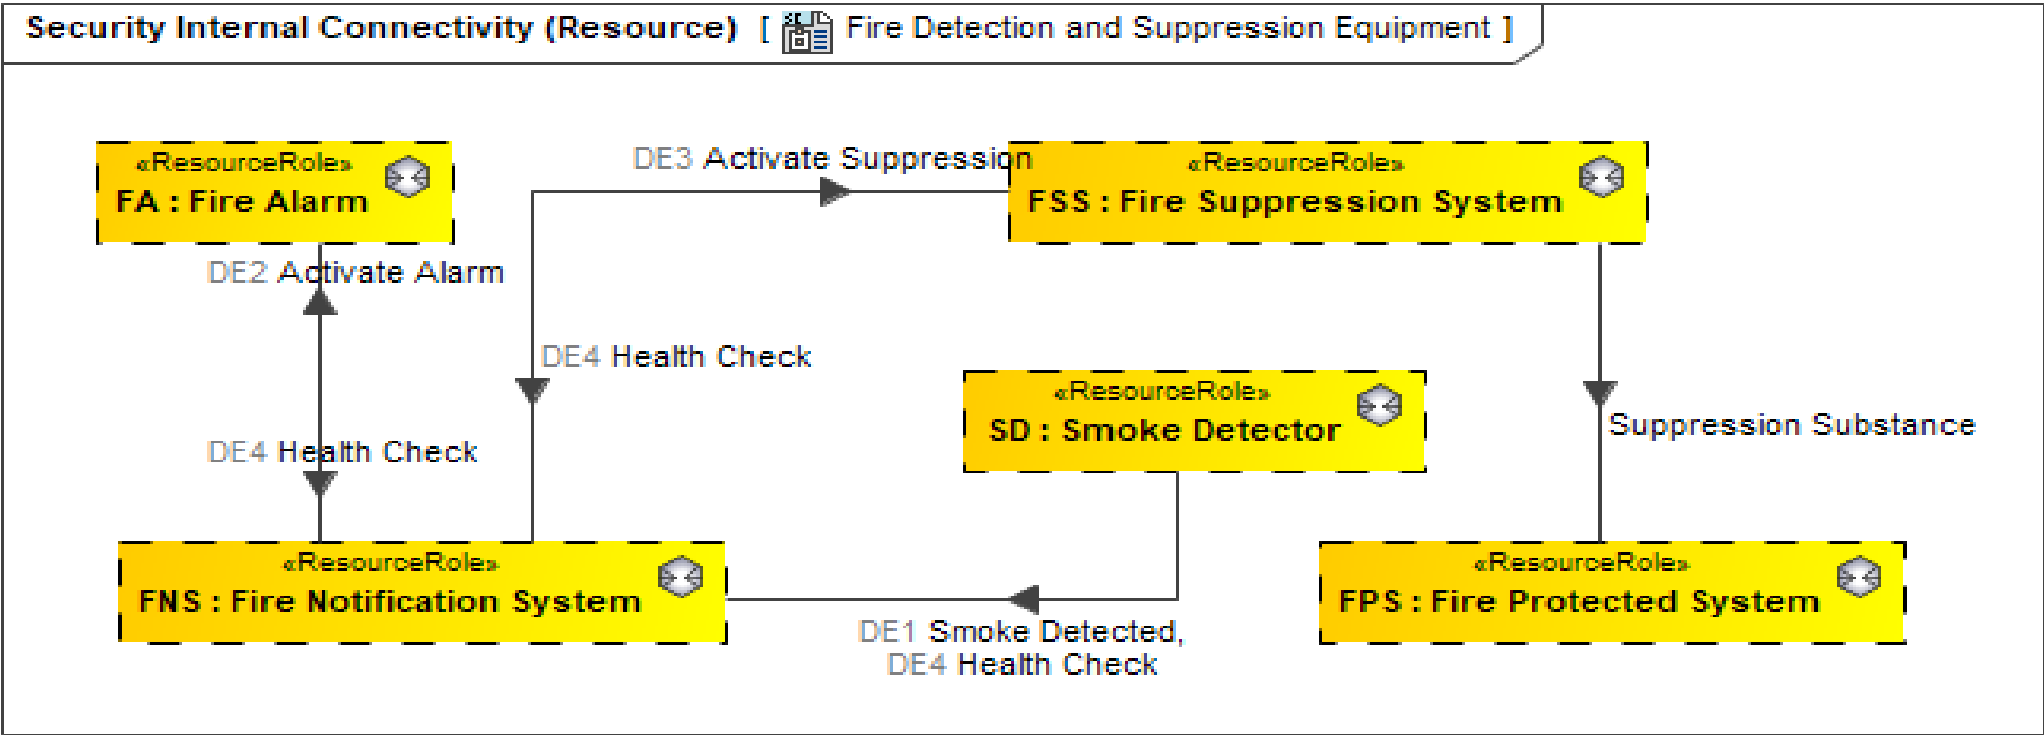 Security Internal Connectivity (Resource) [ Fire Detection and Suppression Equipment ]
«ResourceRole»
FA : Fire Alarm
DE3 Activate Suppression
«ResourceRole»
FSS : Fire Suppression System
DE2 Activate Alarm
DE4 Health Check
«ResourceRole»
SD : Smoke Detector
Suppression Substance
DE4 Health Check
«ResourceRole»
FNS : Fire Notification System
«ResourceRole»
FPS : Fire Protected System
DE1 Smoke Detected,
DE4 Health Check